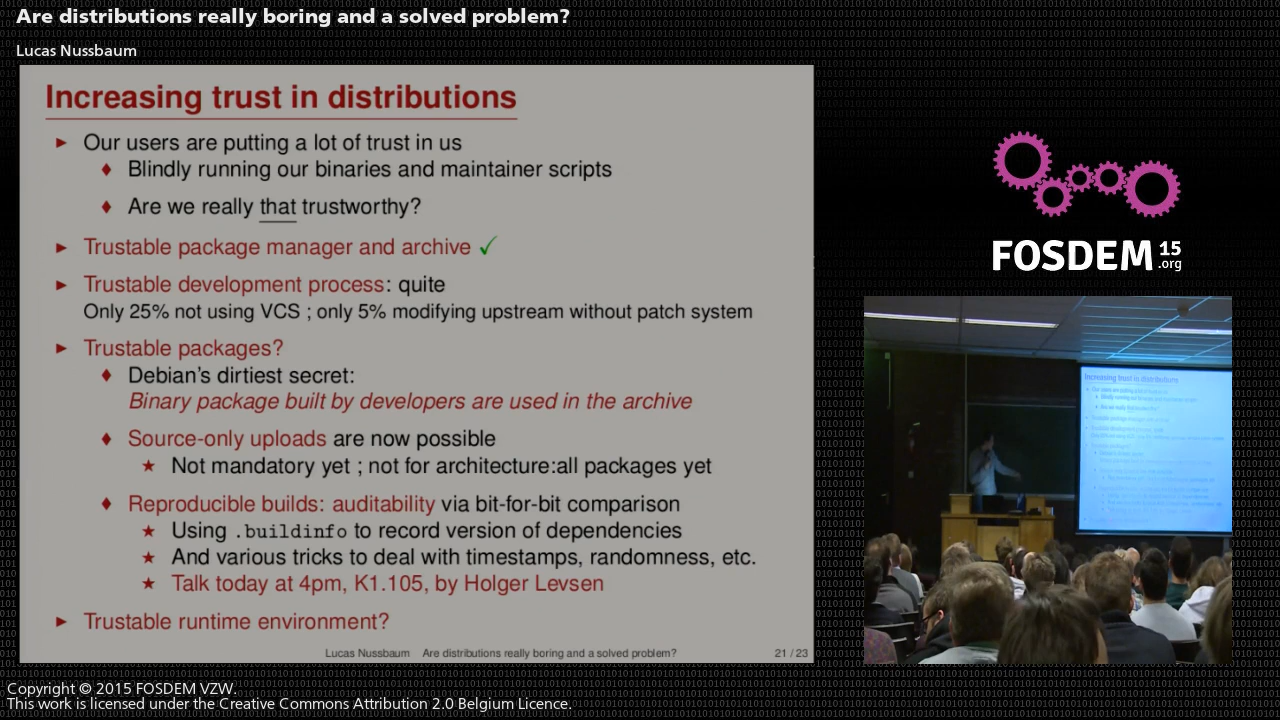 Are distributions really boring and a solved problem?
Lucas Nussbaum
Increasing trust in distributions
► Our users are putting a lot of trust in us
♦ Blindly running our binaries and maintainer scripts
♦ Are we really that trustworthy?
► Trustable package manager and archive ✓
► Trustable development process: quite
Only 25% not using VCS ; only 5% modifying upstream without patch system
► Trustable packages?
♦ Debian's dirtiest secret:
Binary package built by developers are used in the archive
♦ Source-only uploads are now possible
★ Not mandatory yet ; not for architecture:all packages yet
♦ Reproducible builds: auditability via bit-for-bit comparison
★ Using .buildinfo to record version of dependencies
★ And various tricks to deal with timestamps, randomness, etc.
★ Talk today at 4pm, K1.105, by Holger Levsen
► Trustable runtime environment?
Lucas Nussbaum Are distributions really boring and a solved problem? 21 / 23
FOSDEM 15
.org
Increasing trust in distributions
Copyright © 2015 FOSDEM VZW.
This work is licensed under the Creative Commons Attribution 2.0 Belgium Licence.